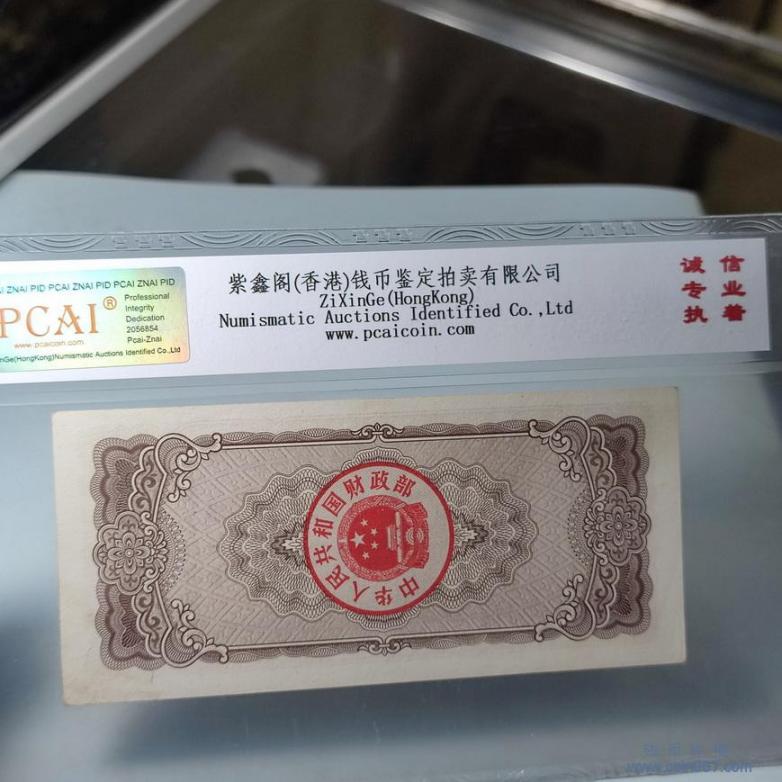 AI ZNAI PID PCAI ZNAI PID PCAI ZNAI PID
PCAI®
www.pcaicoin.com
Professional
Integrity
Dedication
2056854
Pcai-Znai
inGe(HongKong)Numismatic Auctions Identified Co.,Ltd
紫鑫阁(香港)钱币鉴定拍卖有限公司
ZiXinGe(HongKong)
Numismatic Auctions Identified Co.,Ltd
www.pcaicoin.com
诚信
专业
执着
中华人民共和国财政部